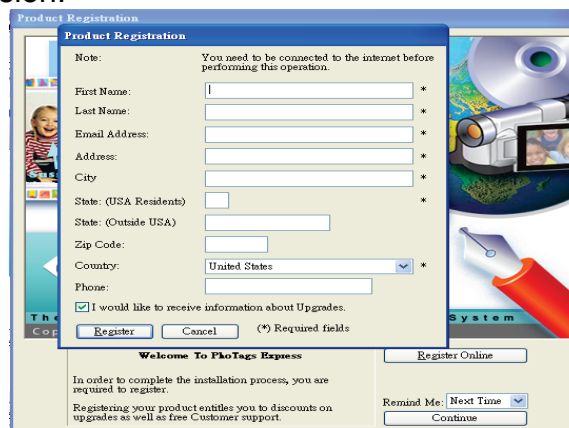 sion.
Product Registration
Product Registration
Note: You need to be connected to the internet before
performing this operation.
First Name: *
Last Name: *
Email Address: *
Address: *
City *
State: (USA Residents) *
State: (Outside USA)
Zip Code:
Country: United States *
Phone:
I would like to receive information about Upgrades.
Register Cancel (*) Required fields
The System
Cop
Welcome To PhoTags Express
Register Online
In order to complete the installation process, you are
required to register.
Remind Me: Next Time
Registering your product entitles you to discounts on
upgrades as well as free Customer support.
Continue